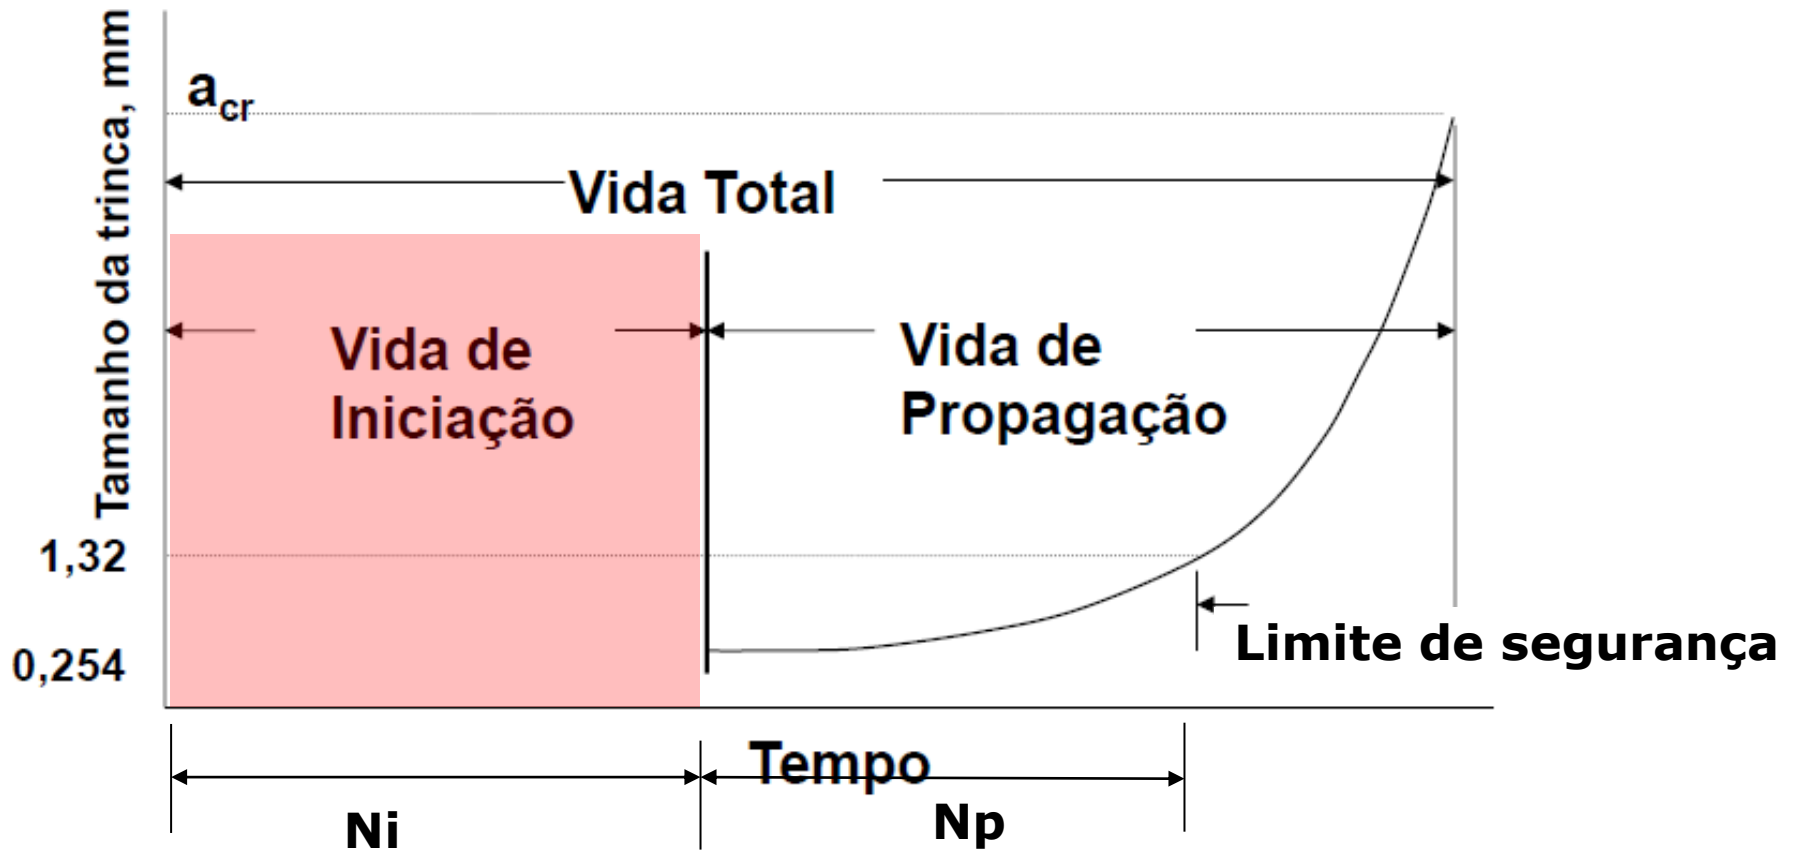 Tamanho da trinca, mm
a_cr
Vida Total
Vida de
Iniciação
Vida de
Propagação
1,32
0,254
Limite de segurança
Tempo
Ni
Np